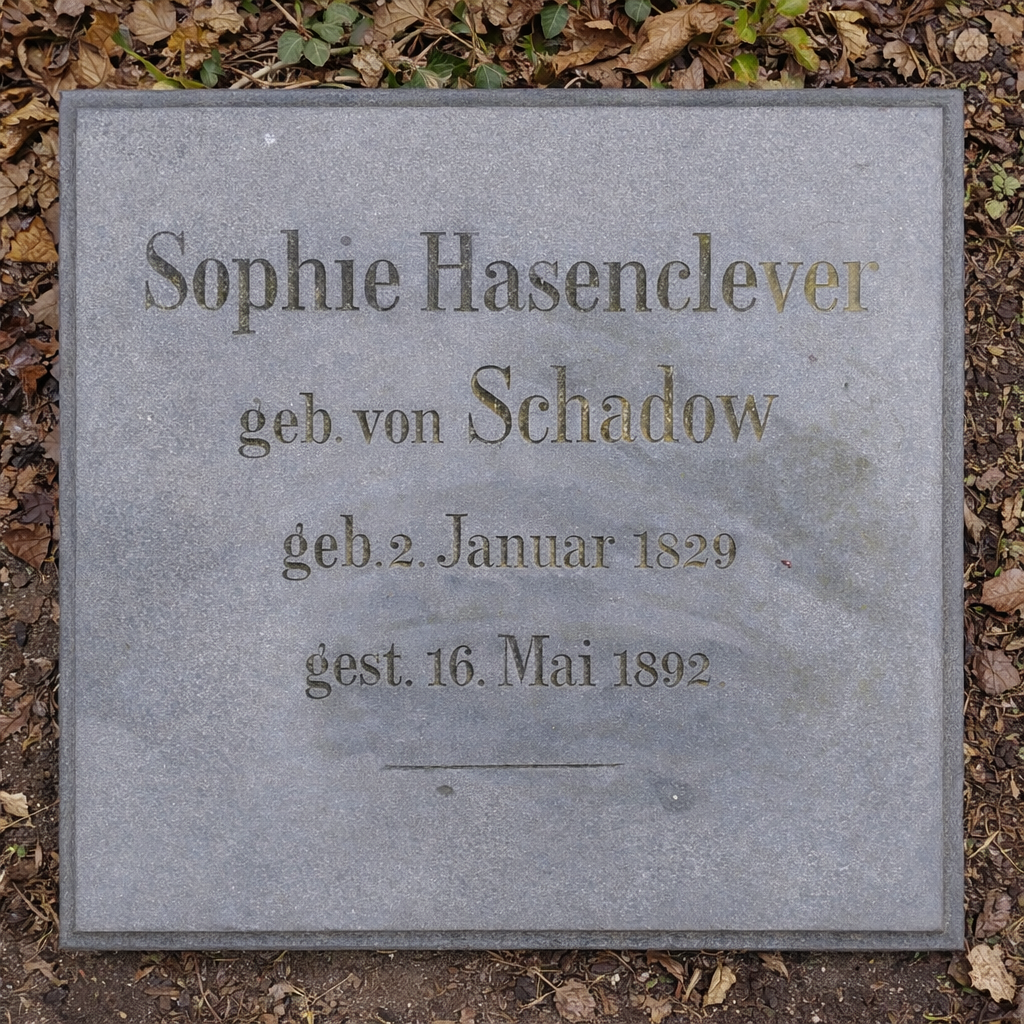 Sophie Hasenclever
geb. von Schadow
geb. 2. Januar 1829
gest. 16. Mai 1892